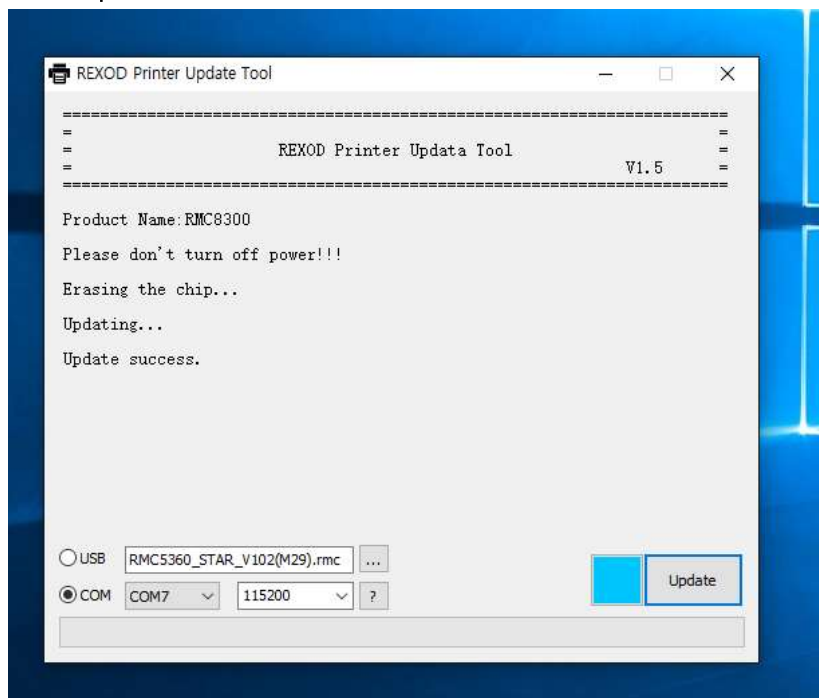 REXOD Printer Update Tool
==========================================================================
= =
= REXOD Printer Updata Tool =
= V1.5 =
==========================================================================
Product Name:RMC8300
Please don't turn off power!!!
Erasing the chip...
Updating...
Update success.
USB RMC5360_STAR_V102(M29).rmc ...
COM COM7 115200 ?
Update